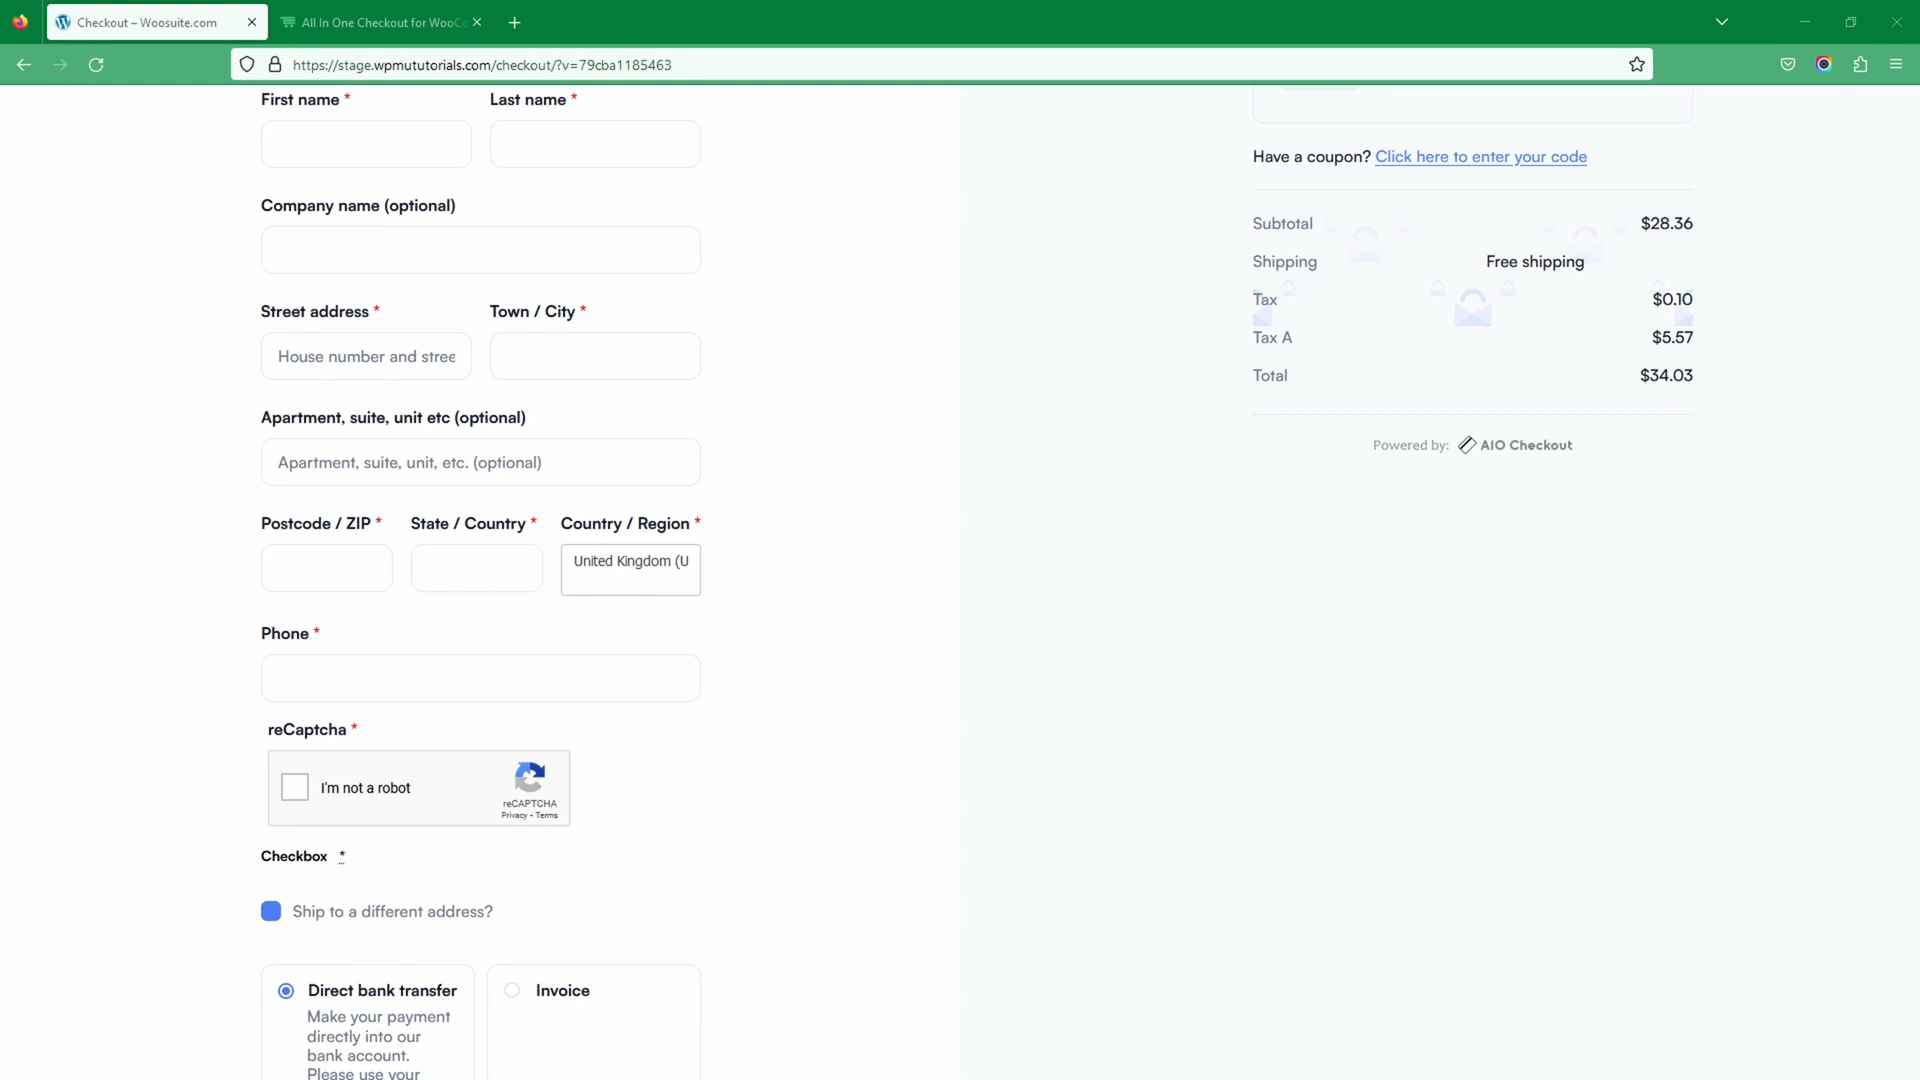 Checkout – Woosuite.com
All In One Checkout for WooCo
https://stage.wpmututorials.com/checkout/?v=79cba1185463
First name *
Last name *
Company name (optional)
Street address *
Town / City *
House number and stree
Apartment, suite, unit etc (optional)
Apartment, suite, unit, etc. (optional)
Postcode / ZIP *
State / Country *
Country / Region *
United Kingdom (U
Phone *
reCaptcha *
I'm not a robot
reCAPTCHA
Privacy - Terms
Checkbox *
Ship to a different address?
Direct bank transfer
Make your payment
directly into our
bank account.
Please use your
Invoice
Have a coupon? Click here to enter your code
Subtotal $28.36
Shipping Free shipping
Tax $0.10
Tax A $5.57
Total $34.03
Powered by: AIO Checkout